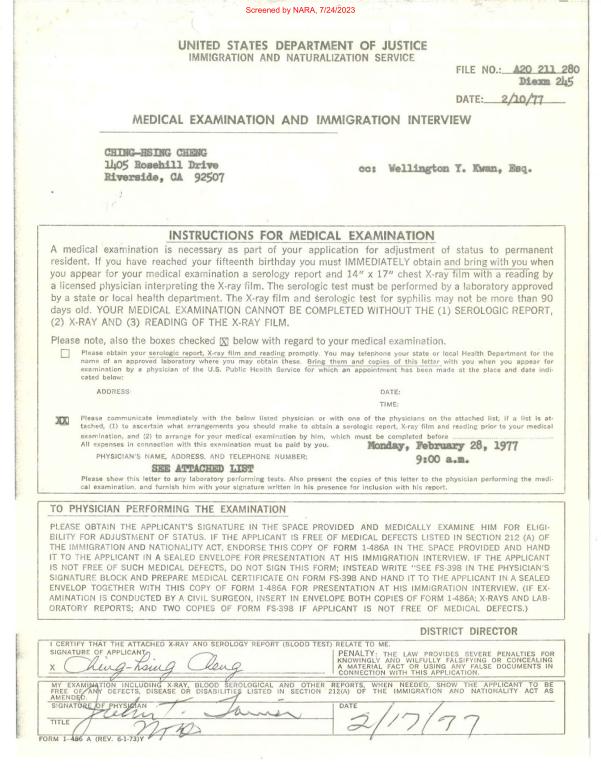 Screened by NARA, 7/24/2023
UNITED STATES DEPARTMENT OF JUSTICE
IMMIGRATION AND NATURALIZATION SERVICE
FILE NO.: A20 211 280
Diexm 245
DATE: 2/10/77
MEDICAL EXAMINATION AND IMMIGRATION INTERVIEW
CHING-HSING CHENG
1405 Rosehill Drive
Riverside, CA 92507
cc: Wellington Y. Kwan, Esq.
INSTRUCTIONS FOR MEDICAL EXAMINATION
A medical examination is necessary as part of your application for adjustment of status to permanent
resident. If you have reached your fifteenth birthday you must IMMEDIATELY obtain and bring with you when
you appear for your medical examination a serology report and 14" x 17" chest X-ray film with a reading by
a licensed physician interpreting the X-ray film. The serologic test must be performed by a laboratory approved
by a state or local health department. The X-ray film and serologic test for syphilis may not be more than 90
days old. YOUR MEDICAL EXAMINATION CANNOT BE COMPLETED WITHOUT THE (1) SEROLOGIC REPORT,
(2) X-RAY AND (3) READING OF THE X-RAY FILM.
Please note, also the boxes checked X below with regard to your medical examination.
Please obtain your serologic report, X-ray film and reading promptly. You may telephone your state or local Health Department for the
name of an approved laboratory where you may obtain these. Bring them and copies of this letter with you when you appear for
examination by a physician of the U.S. Public Health Service for which an appointment has been made at the place and date indi-
cated below:
ADDRESS:
DATE:
TIME:
XX Please communicate immediately with the below listed physician or with one of the physicians on the attached list, if a list is at-
tached, (1) to ascertain what arrangements you should make to obtain a serologic report, X-ray film and reading prior to your medical
examination, and (2) to arrange for your medical examination by him, which must be completed before
All expenses in connection with this examination must be paid by you. Monday, February 28, 1977
PHYSICIAN'S NAME, ADDRESS, AND TELEPHONE NUMBER: 9:00 a.m.
SEE ATTACHED LIST
Please show this letter to any laboratory performing tests. Also present the copies of this letter to the physician performing the medi-
cal examination, and furnish him with your signature written in his presence for inclusion with his report.
TO PHYSICIAN PERFORMING THE EXAMINATION
PLEASE OBTAIN THE APPLICANT'S SIGNATURE IN THE SPACE PROVIDED AND MEDICALLY EXAMINE HIM FOR ELIGI-
BILITY FOR ADJUSTMENT OF STATUS. IF THE APPLICANT IS FREE OF MEDICAL DEFECTS LISTED IN SECTION 212 (A) OF
THE IMMIGRATION AND NATIONALITY ACT, ENDORSE THIS COPY OF FORM 1-486A IN THE SPACE PROVIDED AND HAND
IT TO THE APPLICANT IN A SEALED ENVELOPE FOR PRESENTATION AT HIS IMMIGRATION INTERVIEW. IF THE APPLICANT
IS NOT FREE OF SUCH MEDICAL DEFECTS, DO NOT SIGN THIS FORM; INSTEAD WRITE "SEE FS-398 IN THE PHYSICIAN'S
SIGNATURE BLOCK AND PREPARE MEDICAL CERTIFICATE ON FORM FS-398 AND HAND IT TO THE APPLICANT IN A SEALED
ENVELOP TOGETHER WITH THIS COPY OF FORM 1-486A FOR PRESENTATION AT HIS IMMIGRATION INTERVIEW. (IF EX-
AMINATION IS CONDUCTED BY A CIVIL SURGEON, INSERT IN ENVELOPE BOTH COPIES OF FORM 1-486A; X-RAYS AND LAB-
ORATORY REPORTS; AND TWO COPIES OF FORM FS-398 IF APPLICANT IS NOT FREE OF MEDICAL DEFECTS.)
DISTRICT DIRECTOR
I CERTIFY THAT THE ATTACHED X-RAY AND SEROLOGY REPORT (BLOOD TEST) RELATE TO ME.
SIGNATURE OF APPLICANT
X Ching-hsing Cheng
PENALTY: THE LAW PROVIDES SEVERE PENALTIES FOR
KNOWINGLY AND WILFULLY FALSIFYING OR CONCEALING
A MATERIAL FACT OR USING ANY FALSE DOCUMENTS IN
CONNECTION WITH THIS APPLICATION.
MY EXAMINATION INCLUDING X-RAY, BLOOD SEROLOGICAL AND OTHER REPORTS, WHEN NEEDED, SHOW THE APPLICANT TO BE
FREE OF ANY DEFECTS, DISEASE OR DISABILITIES LISTED IN SECTION 212(A) OF THE IMMIGRATION AND NATIONALITY ACT AS
AMENDED.
SIGNATURE OF PHYSICIAN
John T.
DATE
2/17/77
TITLE
MD
FORM 1-486 A (REV. 6-1-73)Y